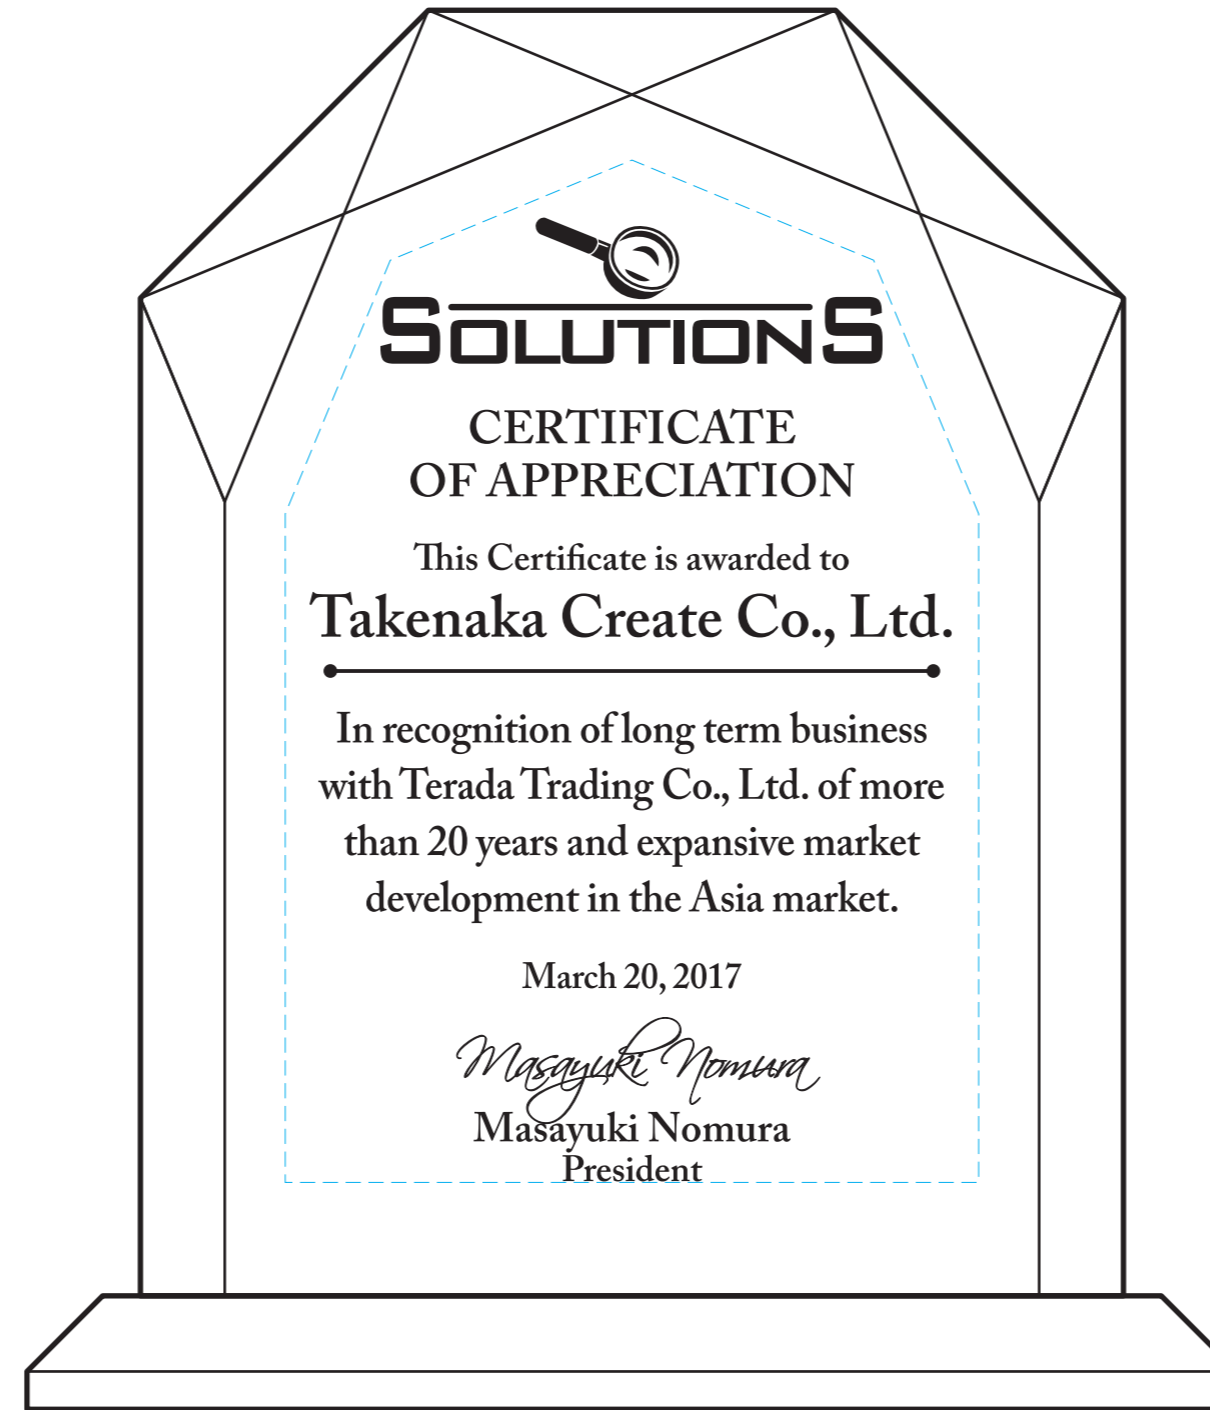 SOLUTIONS
CERTIFICATE
OF APPRECIATION
This Certificate is awarded to
Takenaka Create Co., Ltd.
In recognition of long term business
with Terada Trading Co., Ltd. of more
than 20 years and expansive market
development in the Asia market.
March 20, 2017
Masayuki Nomura
Masayuki Nomura
President